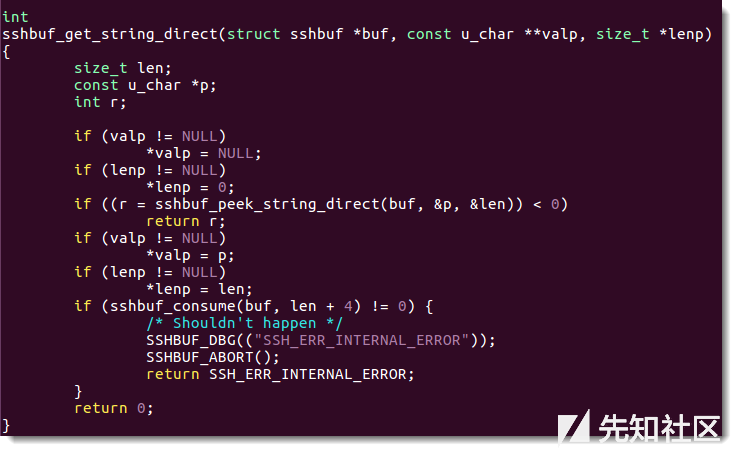 int
sshbuf_get_string_direct(struct sshbuf *buf, const u_char **valp, size_t *lenp)
{
        size_t len;
        const u_char *p;
        int r;

        if (valp != NULL)
                *valp = NULL;
        if (lenp != NULL)
                *lenp = 0;
        if ((r = sshbuf_peek_string_direct(buf, &p, &len)) < 0)
                return r;
        if (valp != NULL)
                *valp = p;
        if (lenp != NULL)
                *lenp = len;
        if (sshbuf_consume(buf, len + 4) != 0) {
                /* Shouldn't happen */
                SSHBUF_DBG(("SSH_ERR_INTERNAL_ERROR"));
                SSHBUF_ABORT();
                return SSH_ERR_INTERNAL_ERROR;
        }
        return 0;
}
先知社区